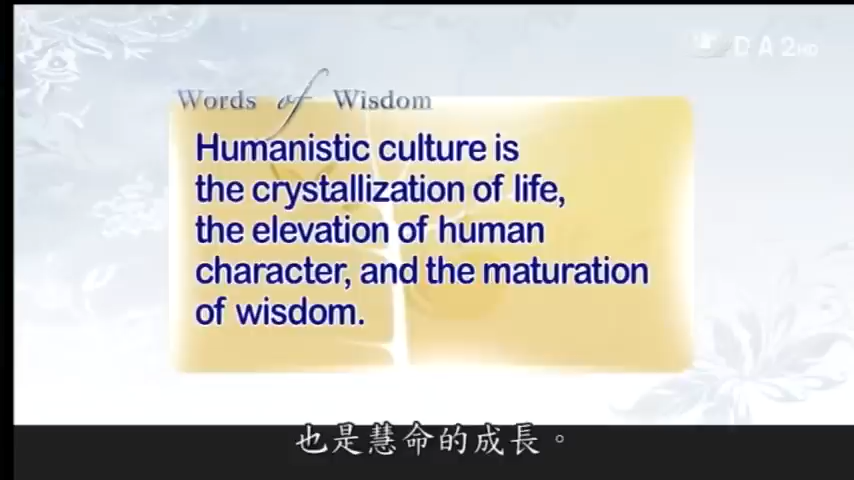 DA2HD
Words of Wisdom
Humanistic culture is
the crystallization of life,
the elevation of human
character, and the maturation
of wisdom.
也是慧命的成長。